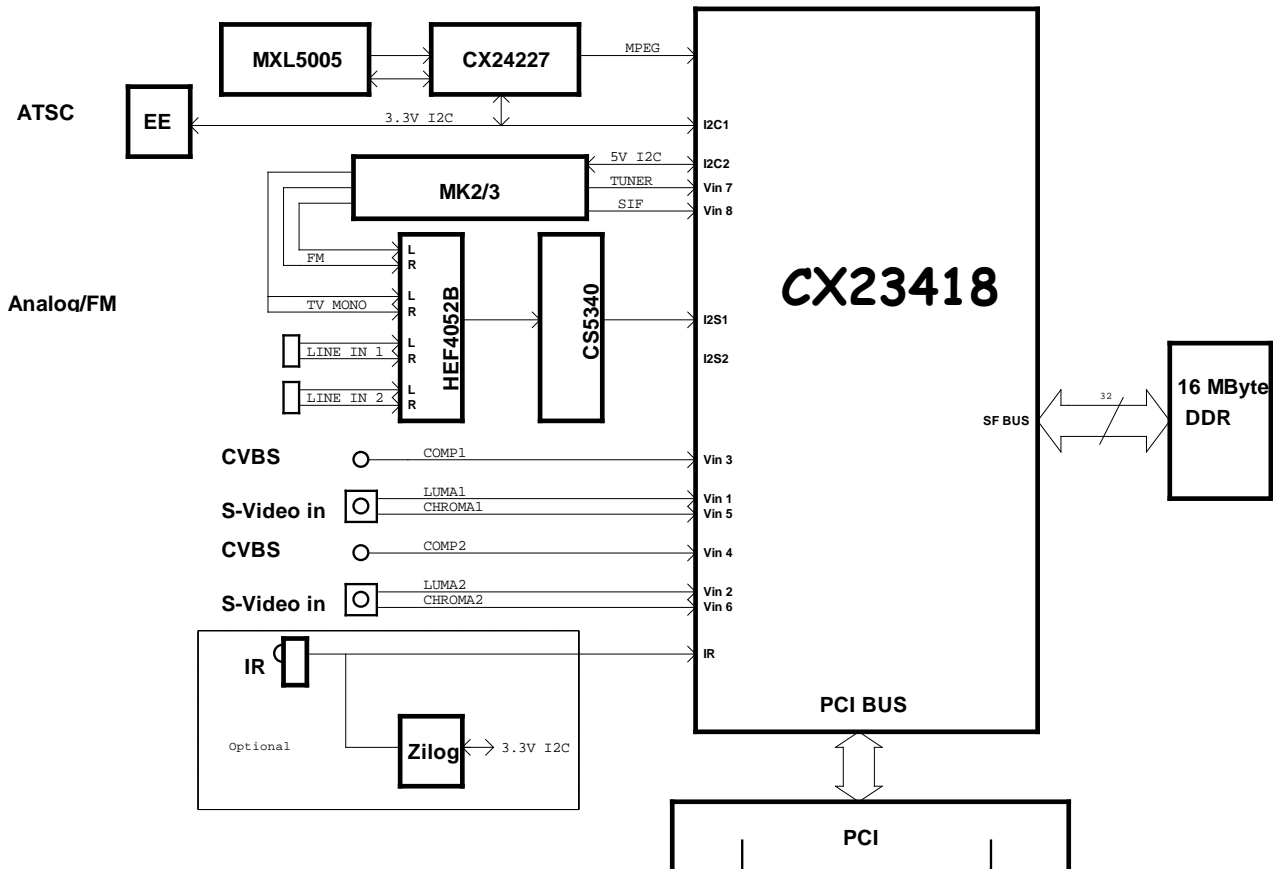 MXL5005
CX24227
MPEG
ATSC
EE
3.3V I2C
I2C1
5V I2C
I2C2
MK2/3
TUNER
Vin 7
SIF
Vin 8
L
FM
R
CX23418
Analog/FM
L
TV MONO
R
HEF4052B
CS5340
I2S1
L
LINE IN 1
R
I2S2
L
LINE IN 2
R
16 MByte
DDR
32
SF BUS
CVBS
COMP1
Vin 3
S-Video in
LUMA1
Vin 1
CHROMA1
Vin 5
CVBS
COMP2
Vin 4
S-Video in
LUMA2
Vin 2
CHROMA2
Vin 6
IR
IR
Optional
Zilog
3.3V I2C
PCI BUS
PCI